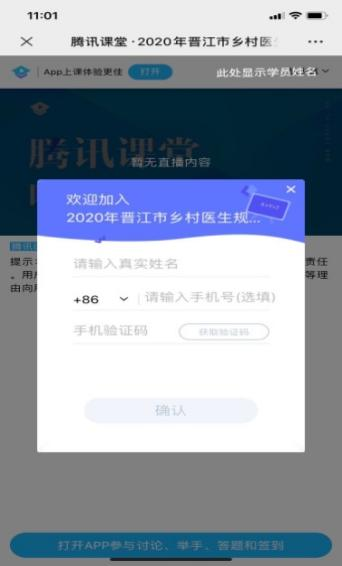 11:01
腾讯课堂 · 2020年晋江市乡村医生
App上课体验更佳
打开
此处显示学员姓名
腾讯课堂
暂无直播内容
欢迎加入
2020年晋江市乡村医生规...
请输入真实姓名
+86
请输入手机号(选填)
手机验证码
获取验证码
确认
腾讯
提示:
责任
。用户
等理
由向用
打开APP参与讨论、举手、答题和签到